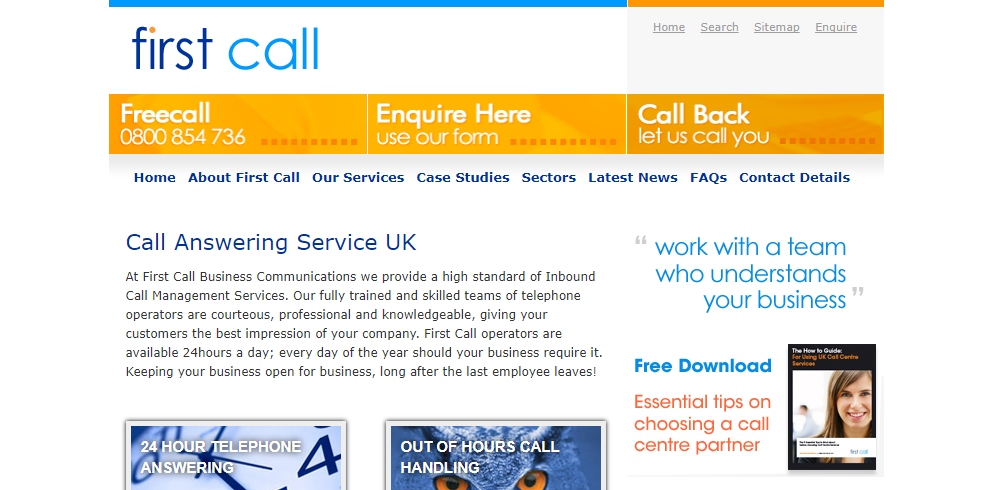 first call
Home Search Sitemap Enquire
Freecall
0800 854 736
Enquire Here
use our form
Call Back
let us call you
Home About First Call Our Services Case Studies Sectors Latest News FAQs Contact Details
Call Answering Service UK
At First Call Business Communications we provide a high standard of Inbound
Call Management Services. Our fully trained and skilled teams of telephone
operators are courteous, professional and knowledgeable, giving your
customers the best impression of your company. First Call operators are
available 24hours a day; every day of the year should your business require it.
Keeping your business open for business, long after the last employee leaves!
“ work with a team
who understands
your business ”
Free Download
Essential tips on
choosing a call
centre partner
The How to Guide:
For Using UK Call Centre
Services
first call
24 HOUR TELEPHONE
ANSWERING
OUT OF HOURS CALL
HANDLING